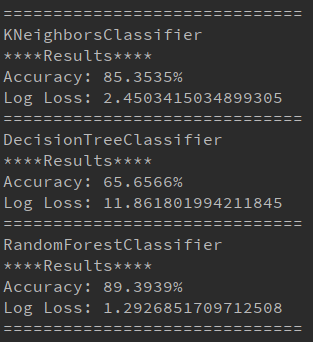 ==============================
KNeighborsClassifier
****Results****
Accuracy: 85.3535%
Log Loss: 2.4503415034899305
==============================
DecisionTreeClassifier
****Results****
Accuracy: 65.6566%
Log Loss: 11.861801994211845
==============================
RandomForestClassifier
****Results****
Accuracy: 89.3939%
Log Loss: 1.2926851709712508
==============================